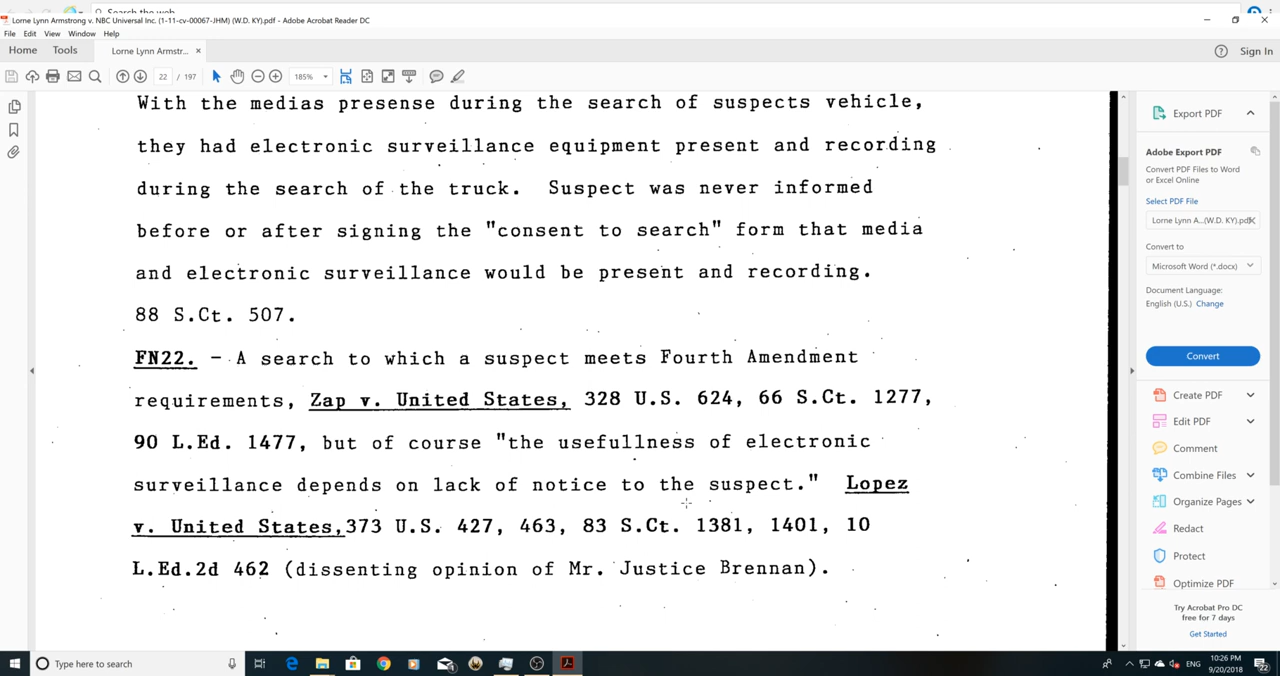 Search the web
Lorne Lynn Armstrong v. NBC Universal Inc. (1-11-cv-00067-JHM) (W.D. KY).pdf - Adobe Acrobat Reader DC
File Edit View Window Help
Home Tools Lorne Lynn Armstr... × Sign In
22 / 197 185%
With the medias presense during the search of suspects vehicle,
they had electronic surveillance equipment present and recording
during the search of the truck. Suspect was never informed
before or after signing the "consent to search" form that media
and electronic surveillance would be present and recording.
88 S.Ct. 507.
FN22. - A search to which a suspect meets Fourth Amendment
requirements, Zap v. United States, 328 U.S. 624, 66 S.Ct. 1277,
90 L.Ed. 1477, but of course "the usefullness of electronic
surveillance depends on lack of notice to the suspect." Lopez
v. United States,373 U.S. 427, 463, 83 S.Ct. 1381, 1401, 10
L.Ed.2d 462 (dissenting opinion of Mr. Justice Brennan).
Export PDF
Adobe Export PDF
Convert PDF Files to Word
or Excel Online
Select PDF File
Lorne Lynn A...(W.D. KY).pdf
Convert to
Microsoft Word (*.docx)
Document Language:
English (U.S.) Change
Convert
Create PDF
Edit PDF
Comment
Combine Files
Organize Pages
Redact
Protect
Optimize PDF
Try Acrobat Pro DC
free for 7 days
Get Started
Type here to search
ENG
10:26 PM
9/20/2018
22